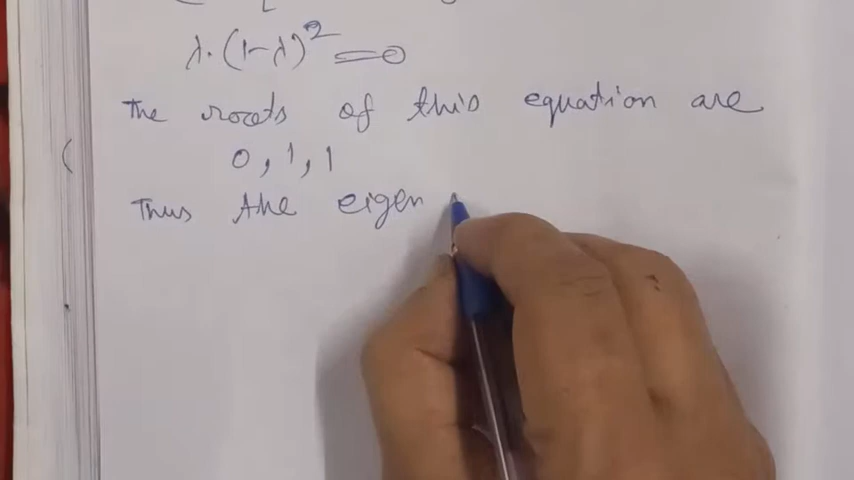 λ·(1-λ)² = 0
The roots of this equation are
0, 1, 1
Thus the eigen